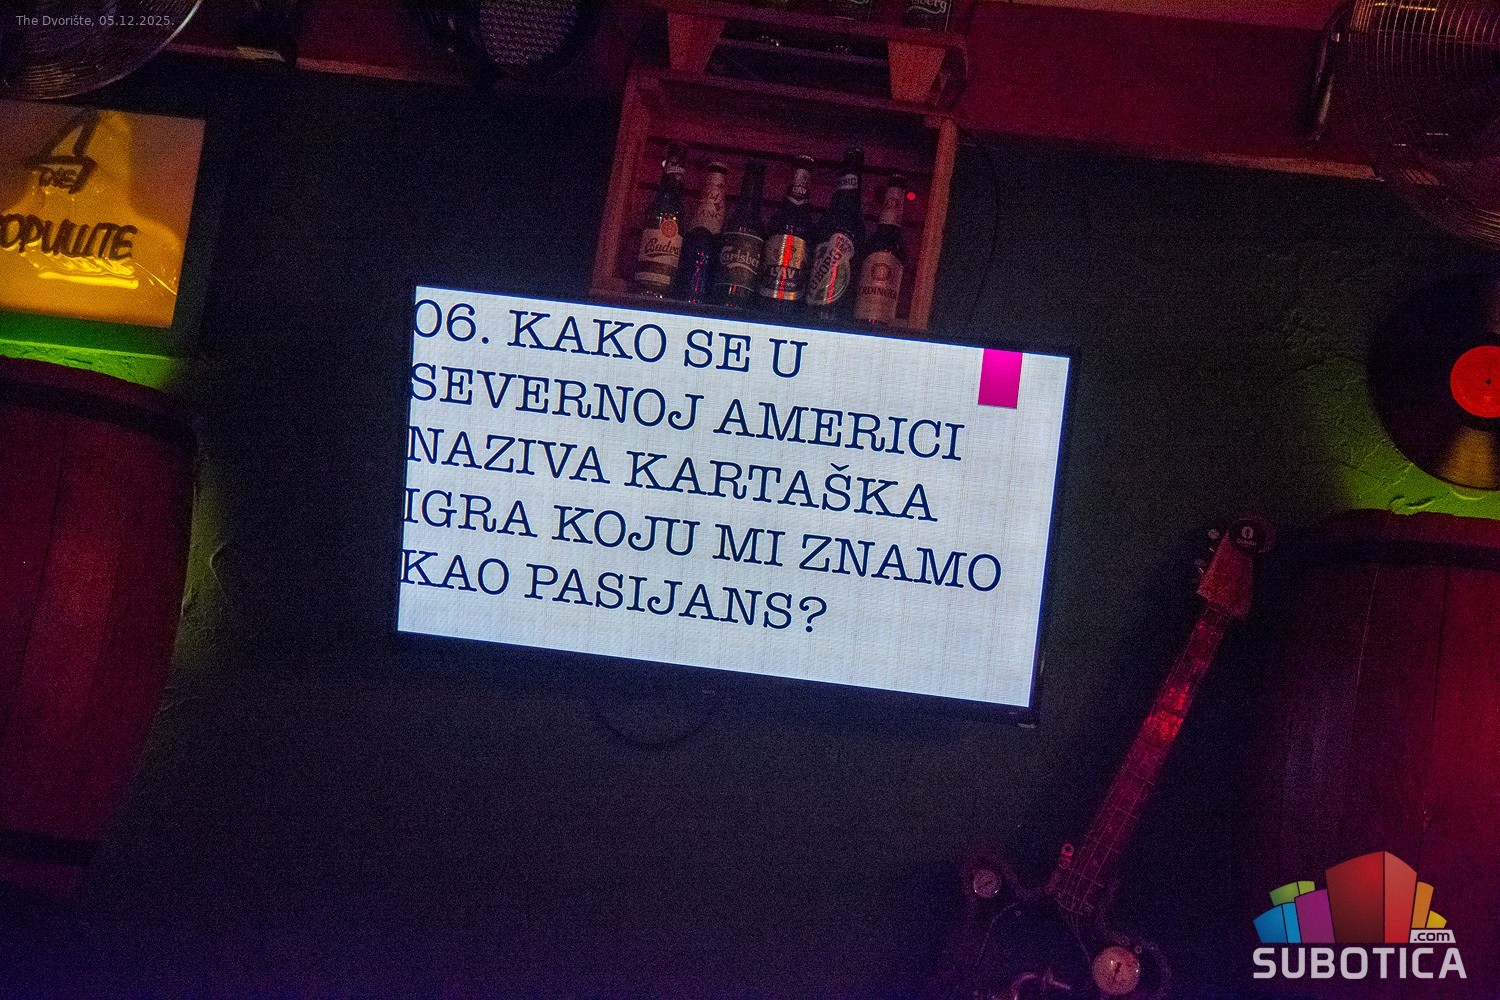 The Dvorište, 05.12.2025.
06. KAKO SE U
SEVERNOJ AMERICI
NAZIVA KARTAŠKA
IGRA KOJU MI ZNAMO
KAO PASIJANS?
Carlsberg
.com
SUBOTICA